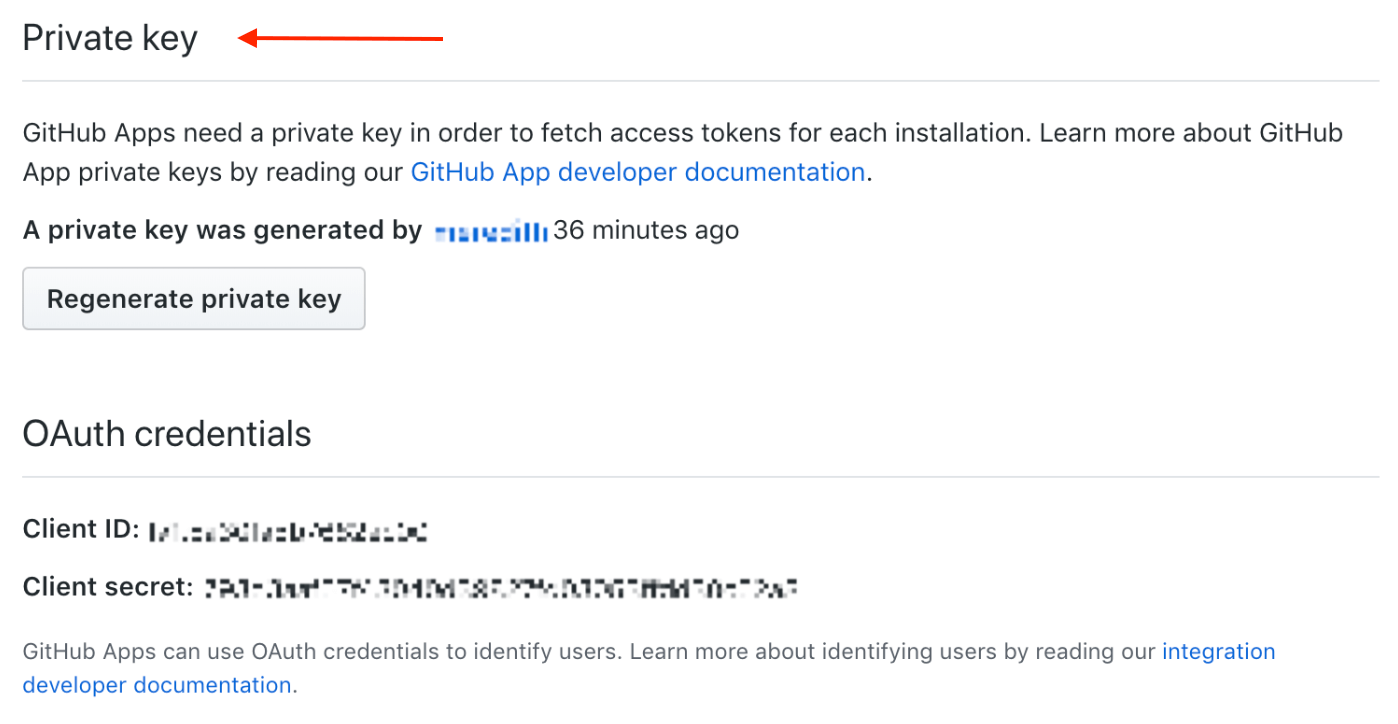 Private key
GitHub Apps need a private key in order to fetch access tokens for each installation. Learn more about GitHub
App private keys by reading our GitHub App developer documentation.
A private key was generated by 36 minutes ago
Regenerate private key
OAuth credentials
Client ID:
Client secret:
GitHub Apps can use OAuth credentials to identify users. Learn more about identifying users by reading our integration
developer documentation.